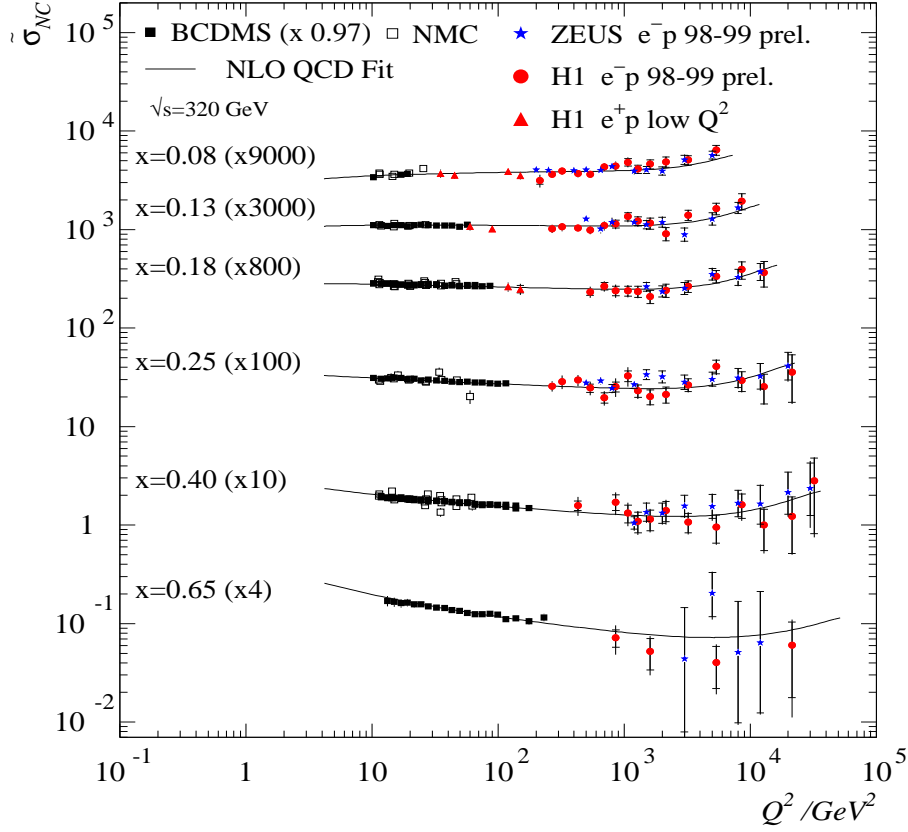 σ̃_NC
10^5
■ BCDMS (x 0.97) □ NMC ★ ZEUS e⁻p 98-99 prel.
NLO QCD Fit ● H1 e⁻p 98-99 prel.
√s=320 GeV ▲ H1 e⁺p low Q²
10^4
x=0.08 (x9000)
x=0.13 (x3000)
10^3
x=0.18 (x800)
10^2
x=0.25 (x100)
10
x=0.40 (x10)
1
x=0.65 (x4)
10^-1
10^-2
10^-1 1 10 10^2 10^3 10^4 10^5
Q² /GeV²